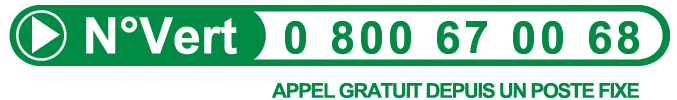 N°Vert 0 800 67 00 68
APPEL GRATUIT DEPUIS UN POSTE FIXE